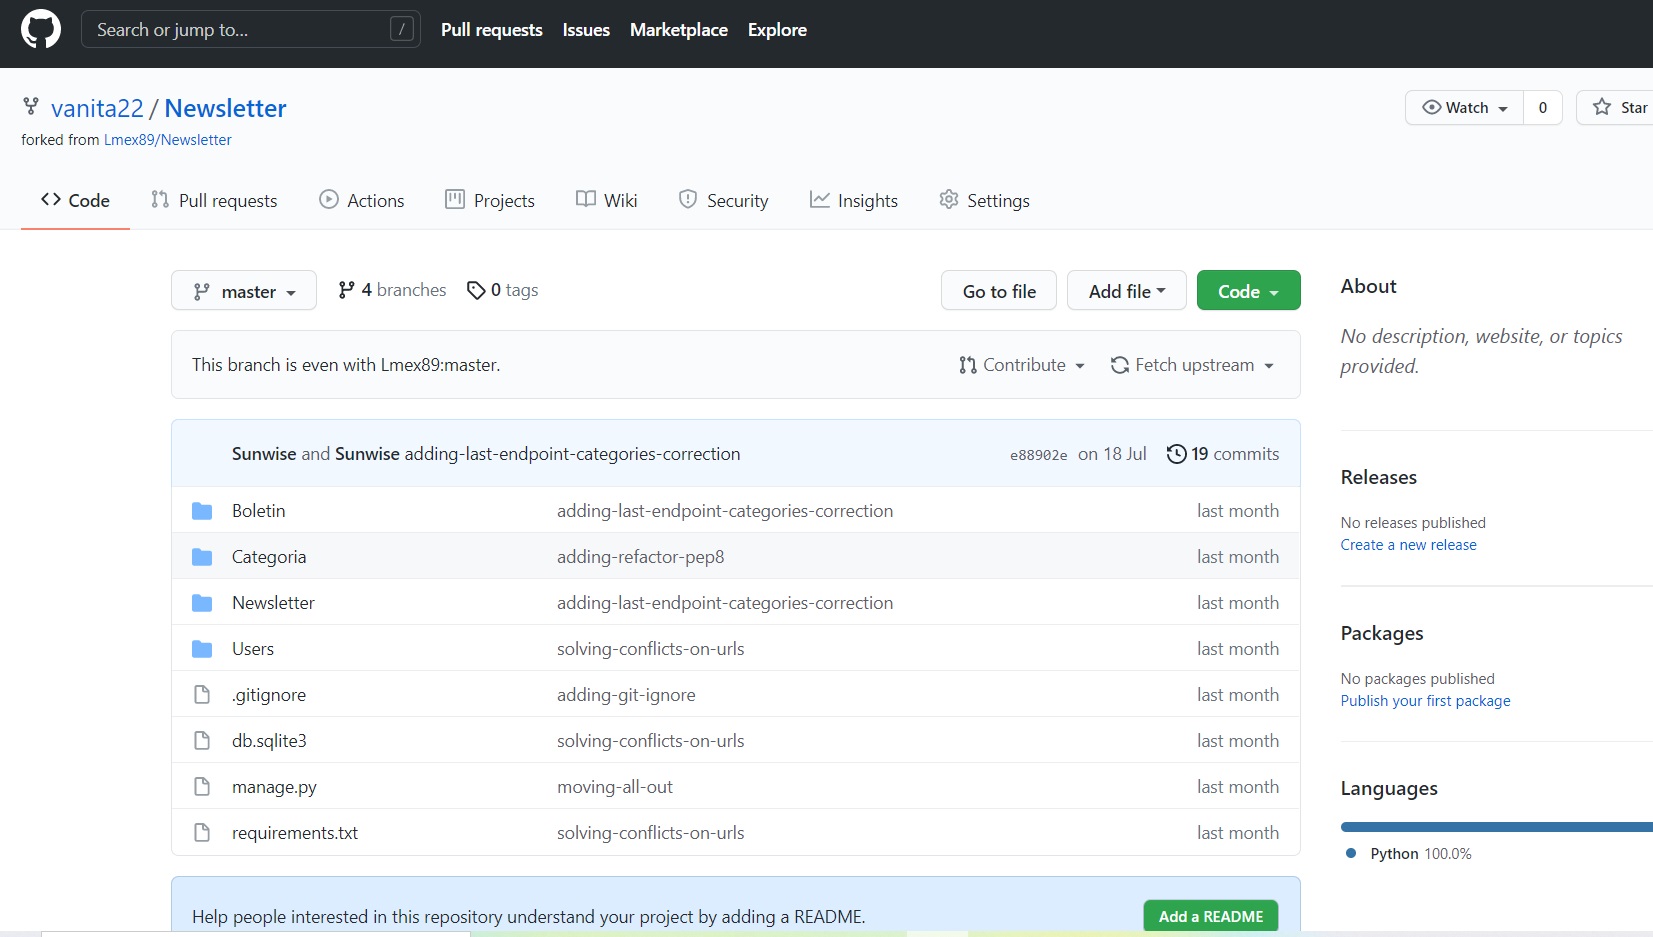 Search or jump to... /
Pull requests Issues Marketplace Explore
vanita22 / Newsletter
forked from Lmex89/Newsletter
Watch 0 Star
Code Pull requests Actions Projects Wiki Security Insights Settings
master 4 branches 0 tags Go to file Add file Code
This branch is even with Lmex89:master. Contribute Fetch upstream
Sunwise and Sunwise adding-last-endpoint-categories-correction e88902e on 18 Jul 19 commits
Boletin adding-last-endpoint-categories-correction last month
Categoria adding-refactor-pep8 last month
Newsletter adding-last-endpoint-categories-correction last month
Users solving-conflicts-on-urls last month
.gitignore adding-git-ignore last month
db.sqlite3 solving-conflicts-on-urls last month
manage.py moving-all-out last month
requirements.txt solving-conflicts-on-urls last month
Help people interested in this repository understand your project by adding a README. Add a README
About
No description, website, or topics
provided.
Releases
No releases published
Create a new release
Packages
No packages published
Publish your first package
Languages
Python 100.0%